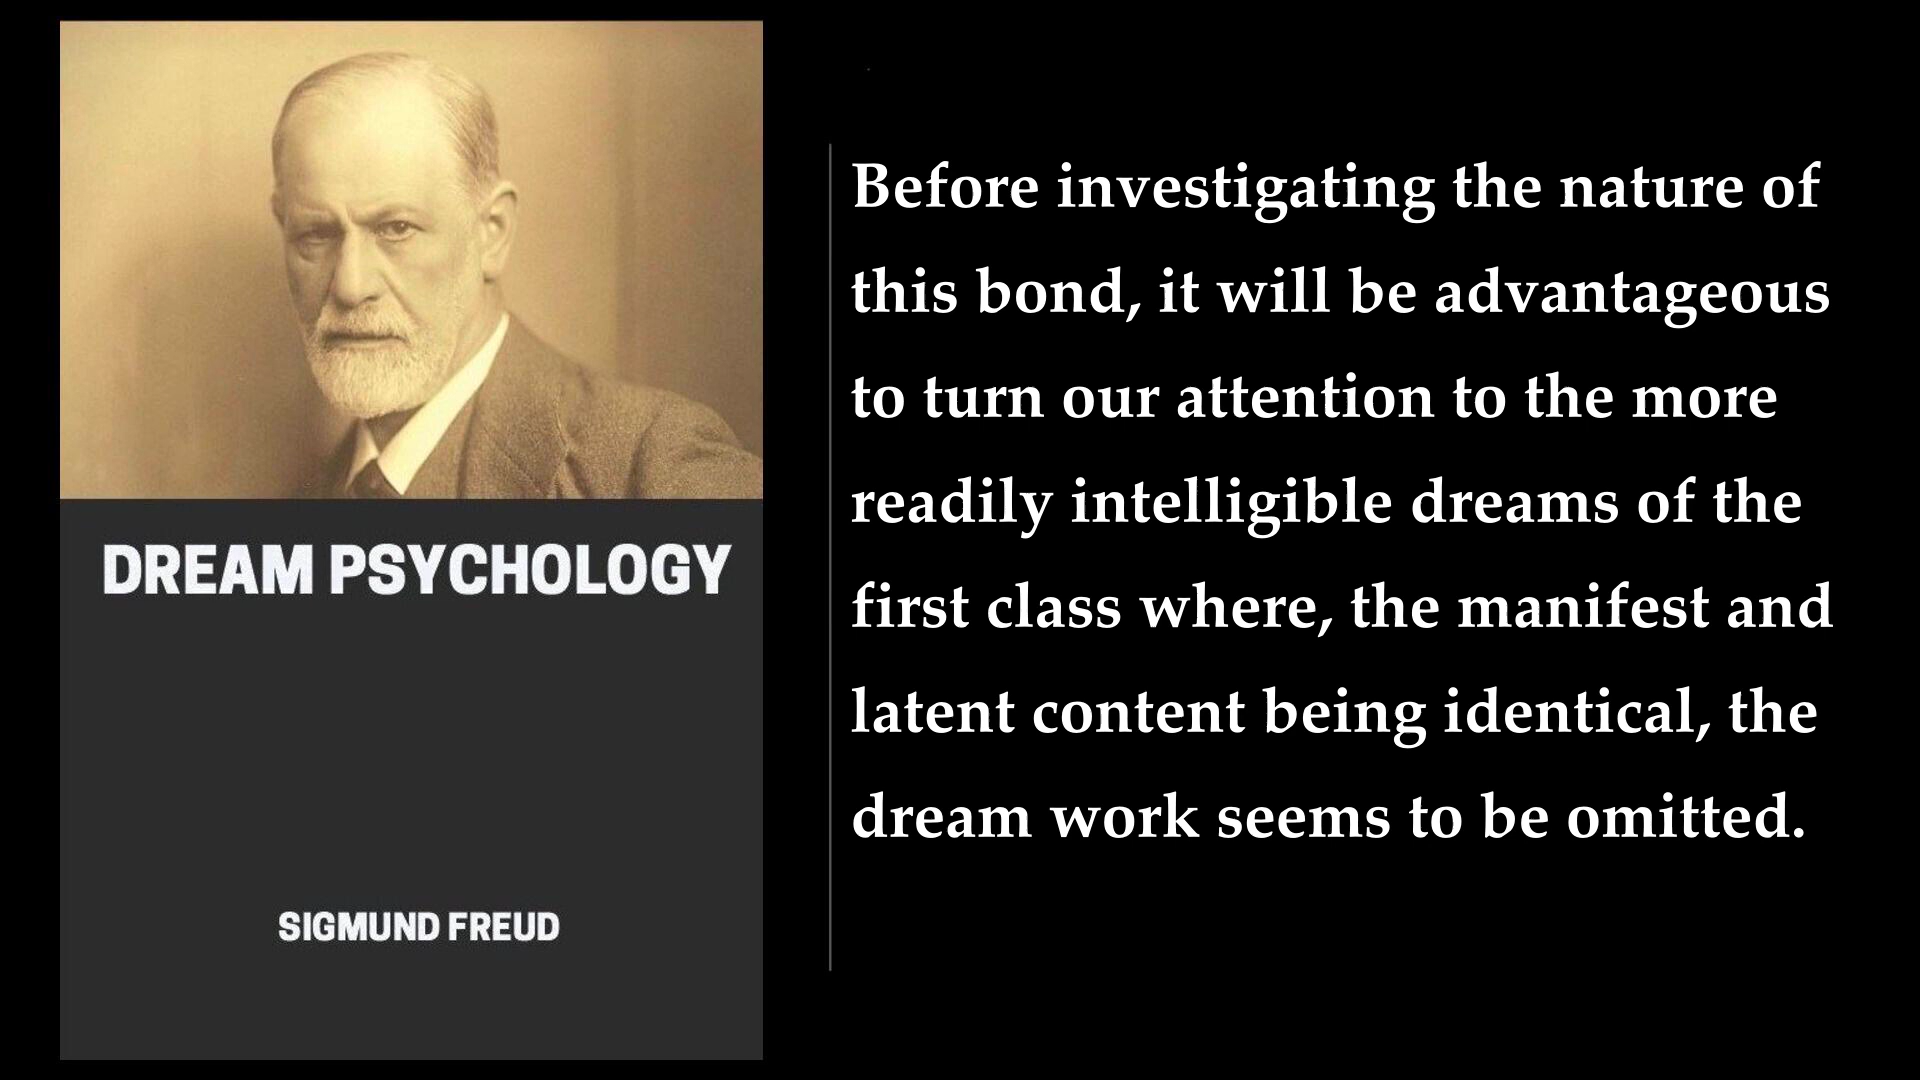 DREAM PSYCHOLOGY
SIGMUND FREUD
Before investigating the nature of
this bond, it will be advantageous
to turn our attention to the more
readily intelligible dreams of the
first class where, the manifest and
latent content being identical, the
dream work seems to be omitted.